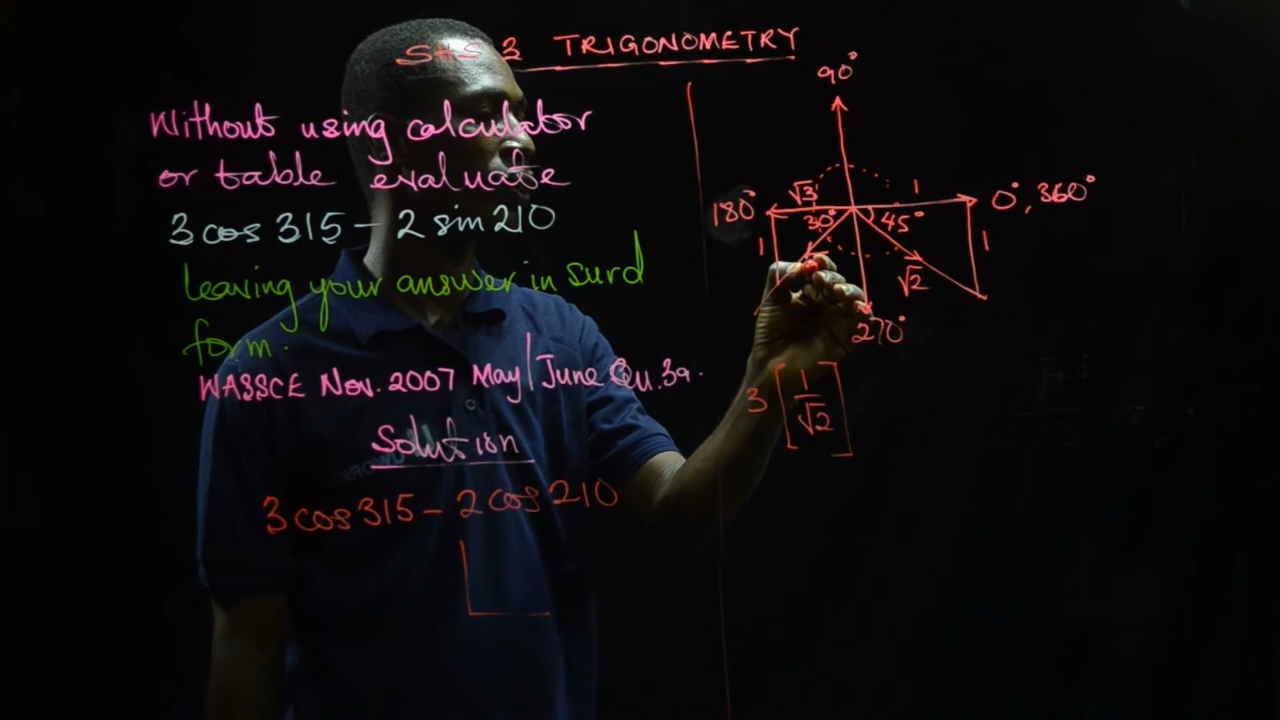 SHS 3 TRIGONOMETRY
Without using calculator
or table evaluate
3 cos 315 - 2 sin 210
leaving your answer in surd
form.
WASSCE Nov. 2007 May/June Qu. 3a.
Solution
3 cos 315 - 2 cos 210
90°
√3
1
180°
0°, 360°
30°
45°
1
1
√2
270°
3 [1/√2]